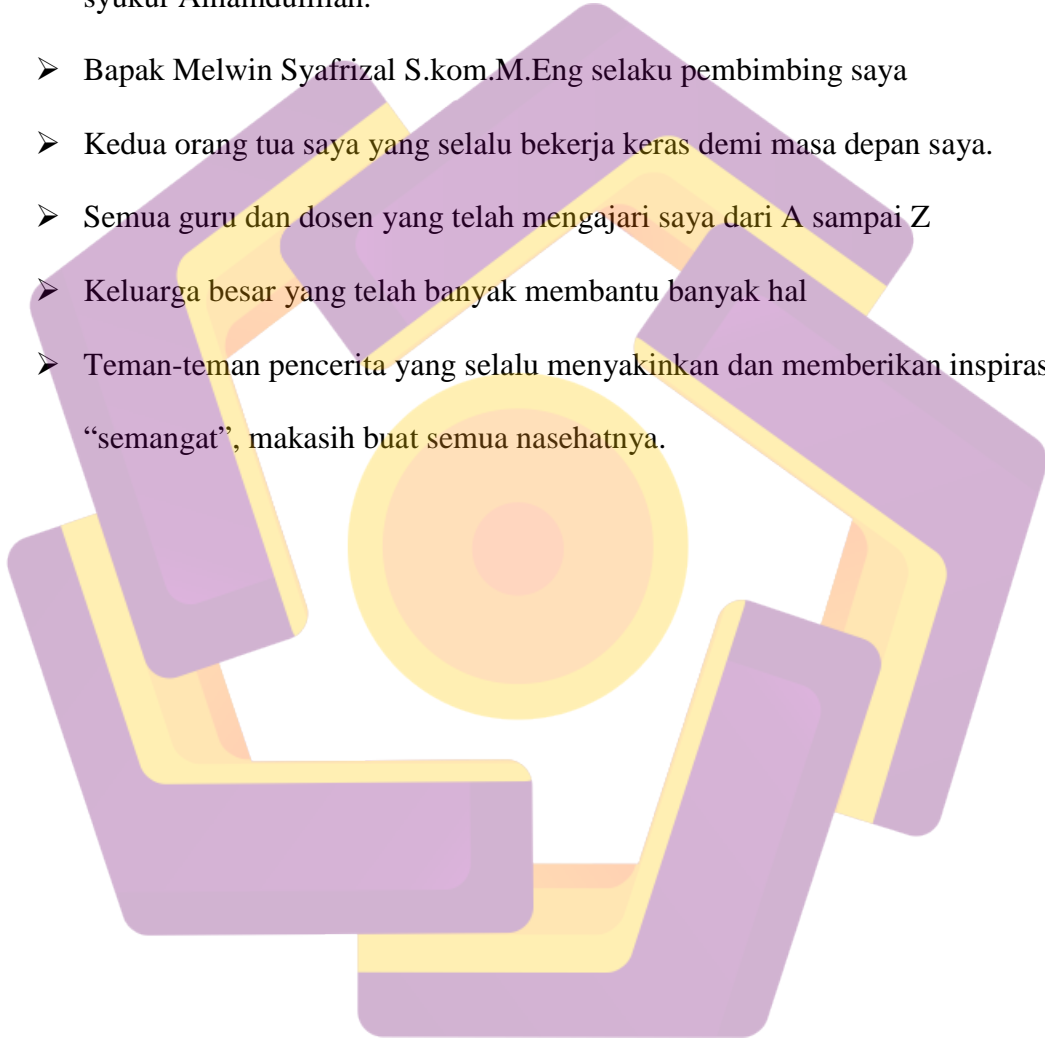 syukur Alhamdulillah.
➢ Bapak Melwin Syafrizal S.kom.M.Eng selaku pembimbing saya
➢ Kedua orang tua saya yang selalu bekerja keras demi masa depan saya.
➢ Semua guru dan dosen yang telah mengajari saya dari A sampai Z
➢ Keluarga besar yang telah banyak membantu banyak hal
➢ Teman-teman pencerita yang selalu menyakinkan dan memberikan inspiras
“semangat”, makasih buat semua nasehatnya.